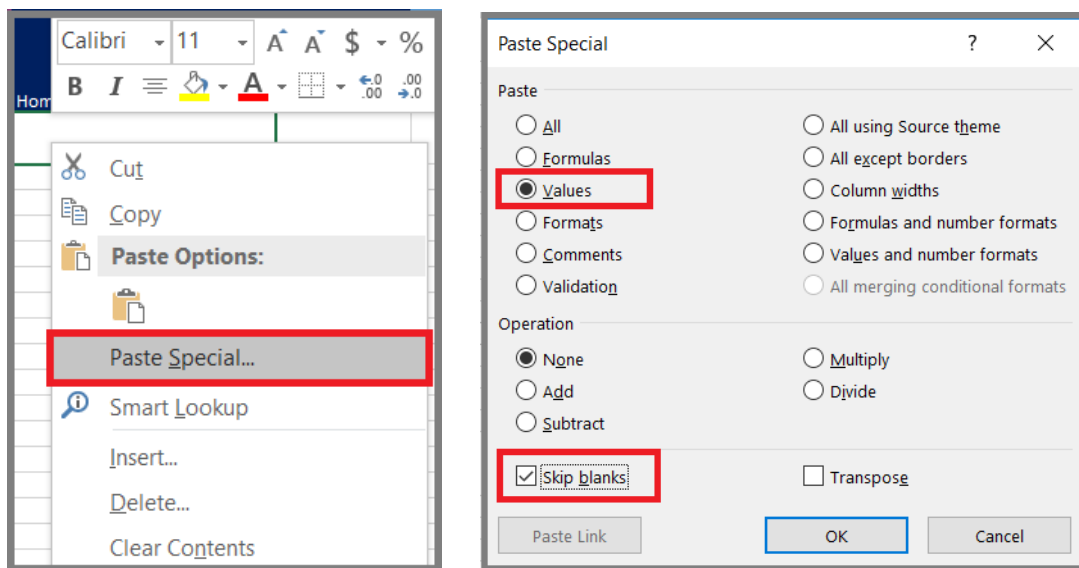 Calibri 11 A A $ %
B I A .0 .00 .00 .0
Hom
Cut
Copy
Paste Options:
Paste Special...
Smart Lookup
Insert...
Delete...
Clear Contents
Paste Special ? X
Paste
All
All using Source theme
Formulas
All except borders
Values
Column widths
Formats
Formulas and number formats
Comments
Values and number formats
Validation
All merging conditional formats
Operation
None
Multiply
Add
Divide
Subtract
Skip blanks
Transpose
Paste Link
OK
Cancel